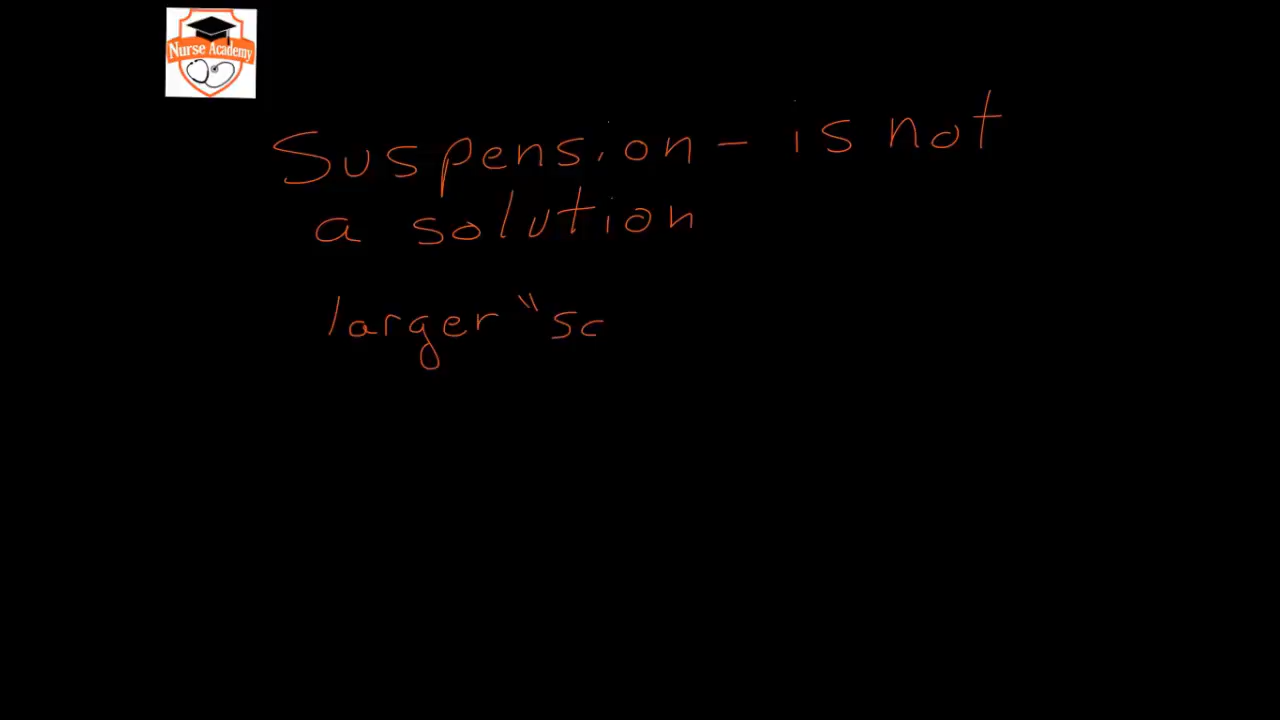 Nurse Academy
Suspension - is not
a solution
larger "sc